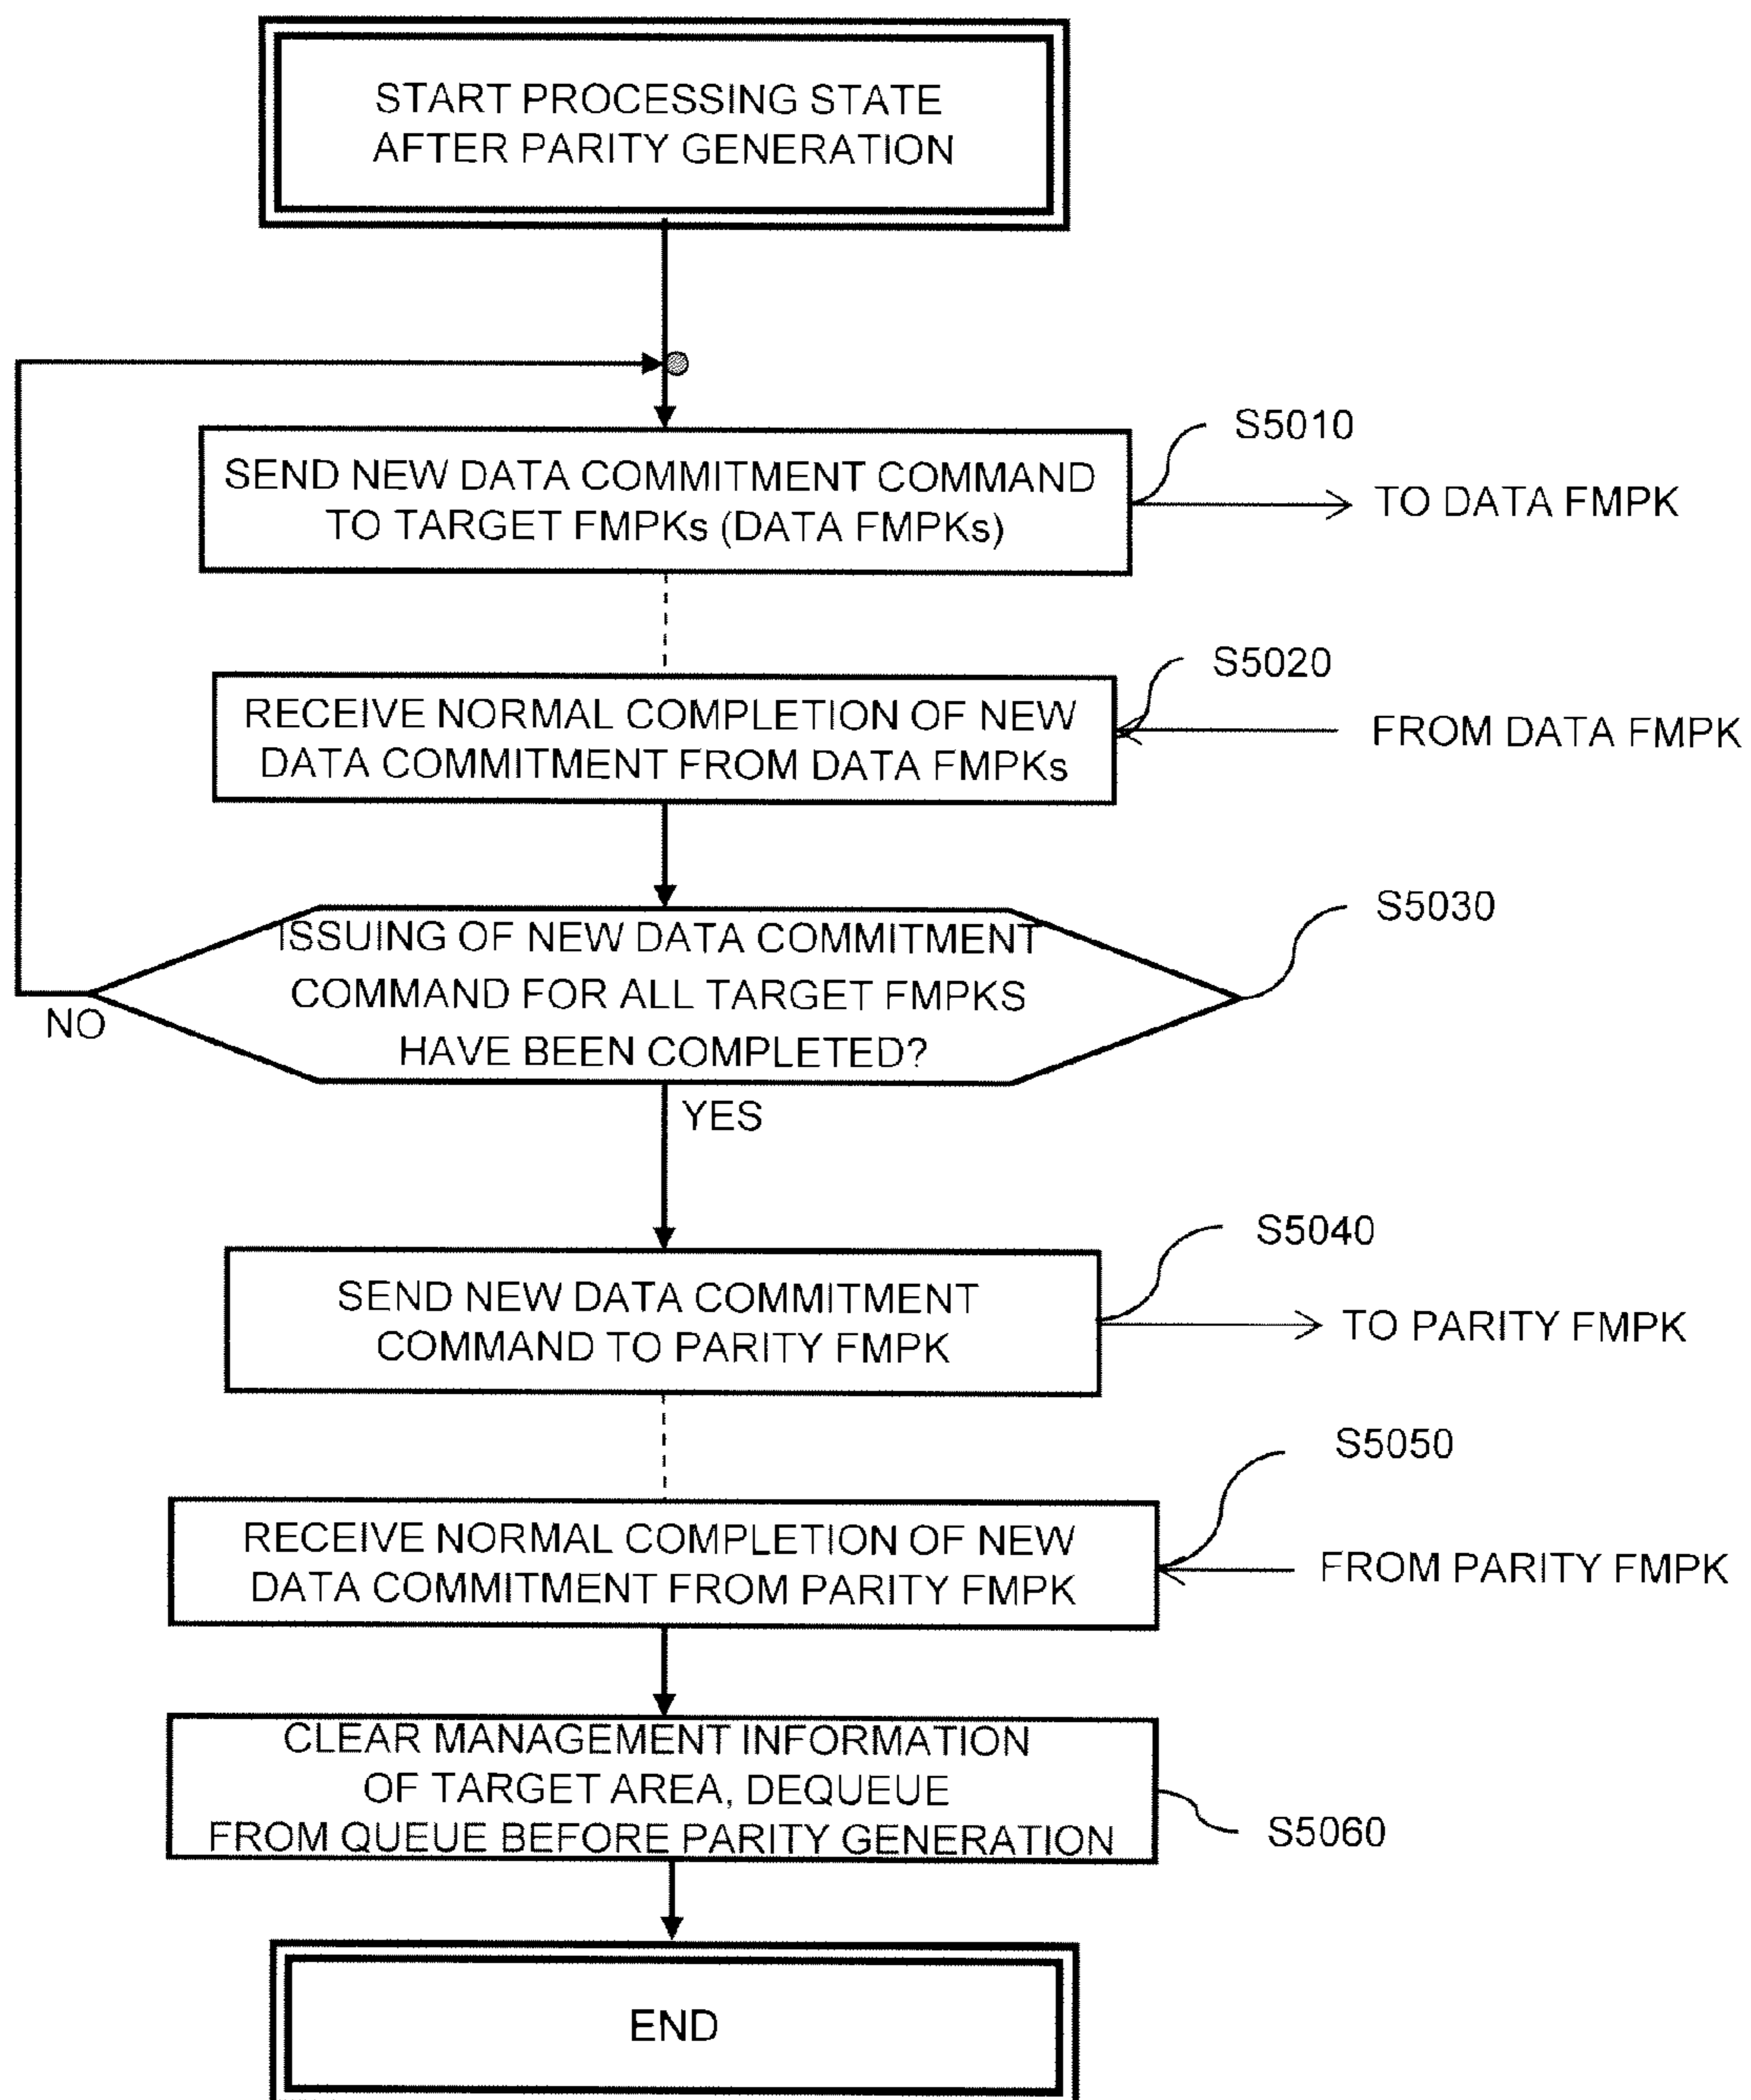 START PROCESSING STATE
AFTER PARITY GENERATION
S5010
SEND NEW DATA COMMITMENT COMMAND
TO TARGET FMPKs (DATA FMPKs)
TO DATA FMPK
S5020
RECEIVE NORMAL COMPLETION OF NEW
DATA COMMITMENT FROM DATA FMPKs
FROM DATA FMPK
S5030
ISSUING OF NEW DATA COMMITMENT
COMMAND FOR ALL TARGET FMPKS
HAVE BEEN COMPLETED?
NO
YES
S5040
SEND NEW DATA COMMITMENT
COMMAND TO PARITY FMPK
TO PARITY FMPK
S5050
RECEIVE NORMAL COMPLETION OF NEW
DATA COMMITMENT FROM PARITY FMPK
FROM PARITY FMPK
CLEAR MANAGEMENT INFORMATION
OF TARGET AREA, DEQUEUE
FROM QUEUE BEFORE PARITY GENERATION
S5060
END